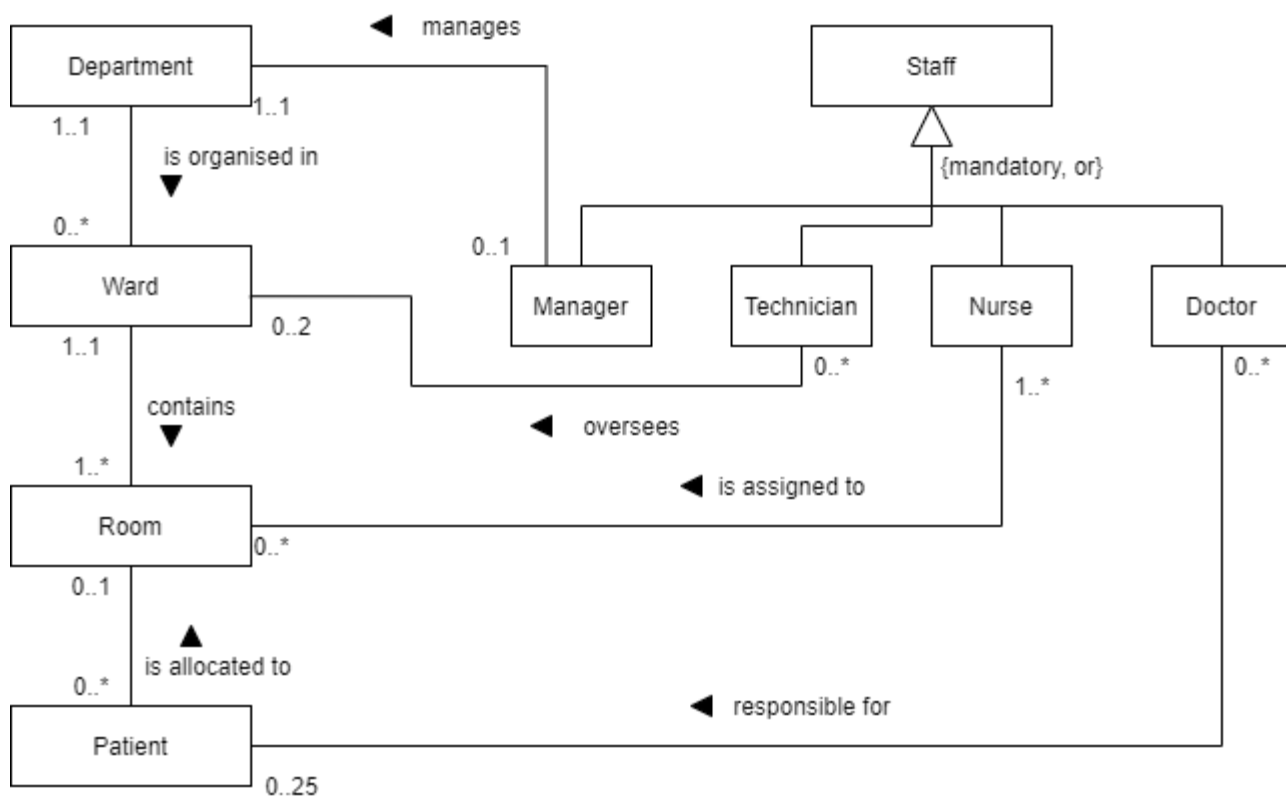 ◄ manages
Department
Staff
1..1
1..1
is organised in
{mandatory, or}
0..*
0..1
Ward
Manager
Technician
Nurse
Doctor
0..2
1..1
0..*
1..*
0..*
contains
oversees
1..*
is assigned to
Room
0..*
0..1
is allocated to
0..*
responsible for
Patient
0..25